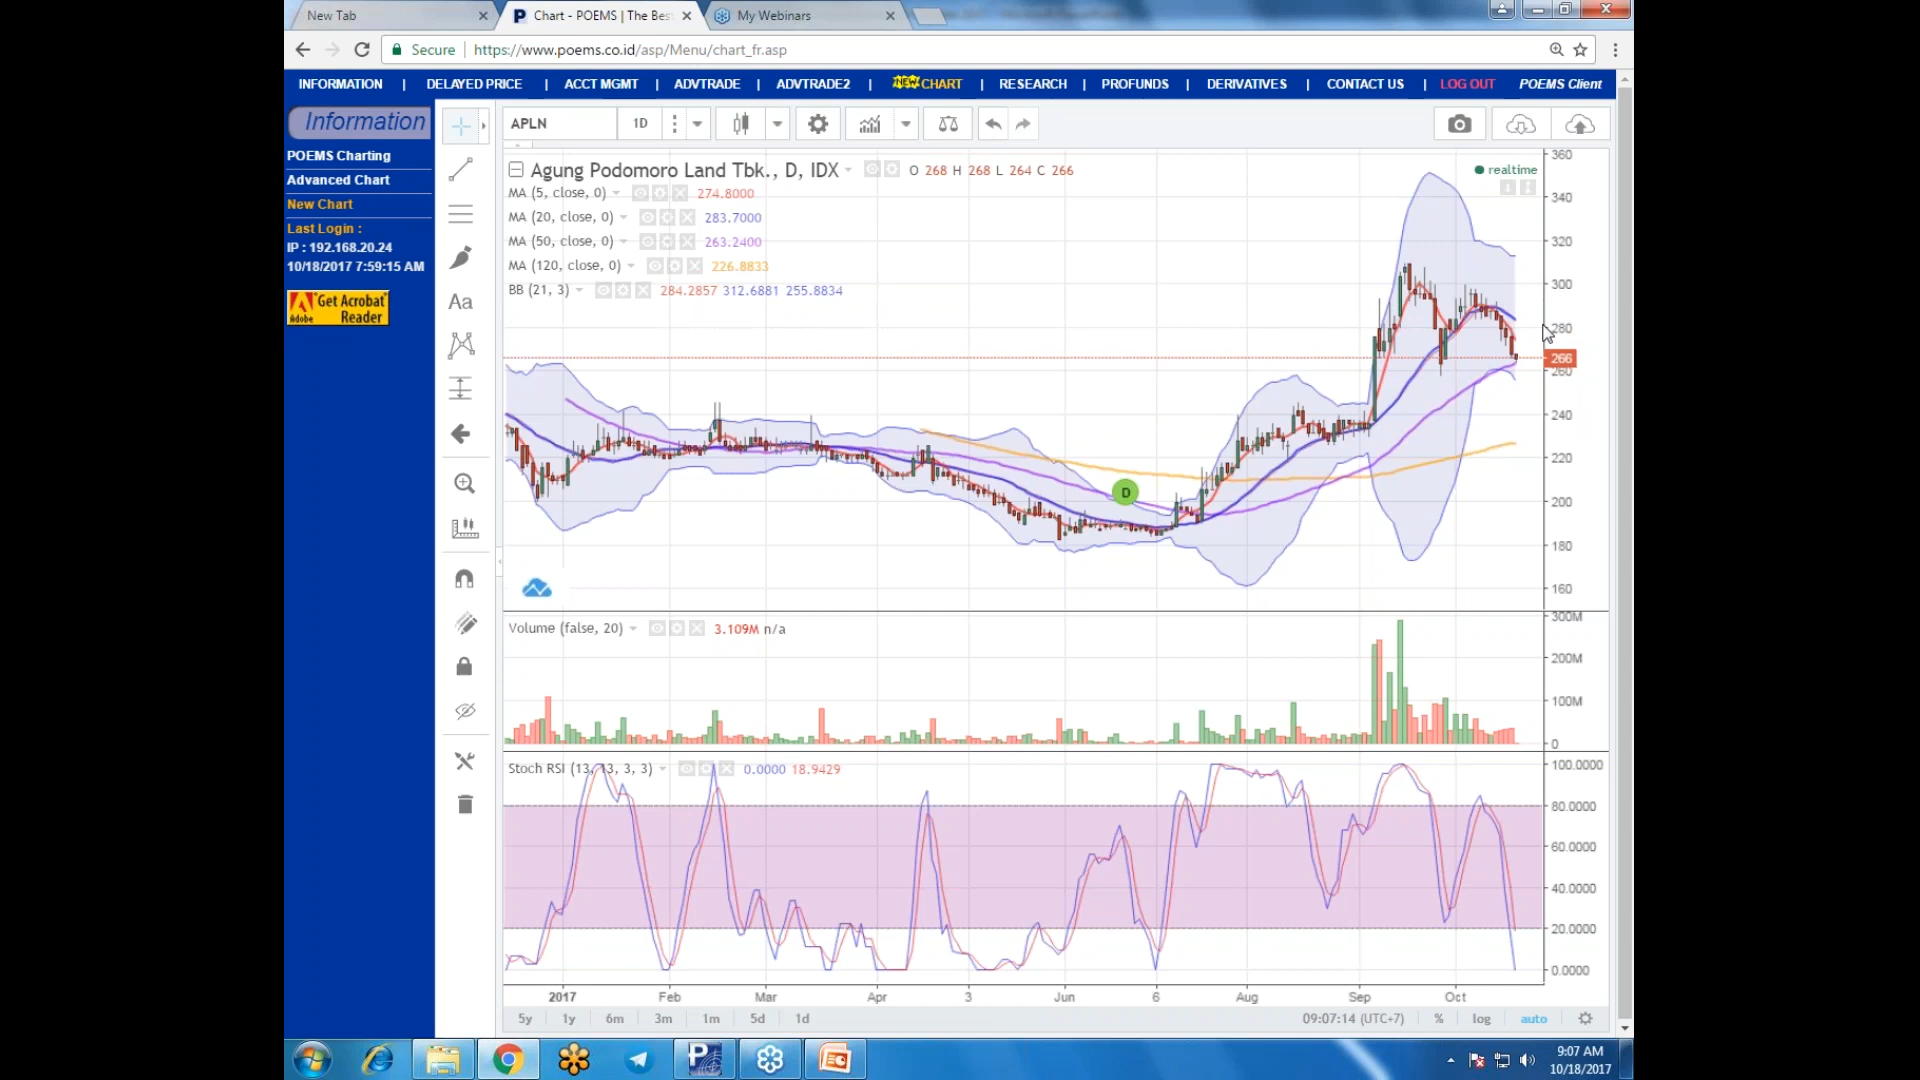 New Tab
Chart - POEMS | The Bes
My Webinars
Secure | https://www.poems.co.id/asp/Menu/chart_fr.asp
INFORMATION | DELAYED PRICE | ACCT MGMT | ADVTRADE | ADVTRADE2 | NEW CHART | RESEARCH | PROFUNDS | DERIVATIVES | CONTACT US | LOG OUT POEMS Client
Information
POEMS Charting
Advanced Chart
New Chart
Last Login :
IP : 192.168.20.24
10/18/2017 7:59:15 AM
Get Acrobat
Adobe Reader
Aa
APLN 1D
Agung Podomoro Land Tbk., D, IDX O 268 H 268 L 264 C 266
realtime
MA (5, close, 0) 274.8000
MA (20, close, 0) 283.7000
MA (50, close, 0) 263.2400
MA (120, close, 0) 226.8833
BB (21, 3) 284.2857 312.6881 255.8834
D
360
340
320
300
280
266
260
240
220
200
180
160
Volume (false, 20) 3.109M n/a
300M
200M
100M
0
Stoch RSI (13, 13, 3, 3) 0.0000 18.9429
100.0000
80.0000
60.0000
40.0000
20.0000
0.0000
2017 Feb Mar Apr 3 Jun 6 Aug Sep Oct
5y 1y 6m 3m 1m 5d 1d 09:07:14 (UTC+7) % log auto
9:07 AM
10/18/2017